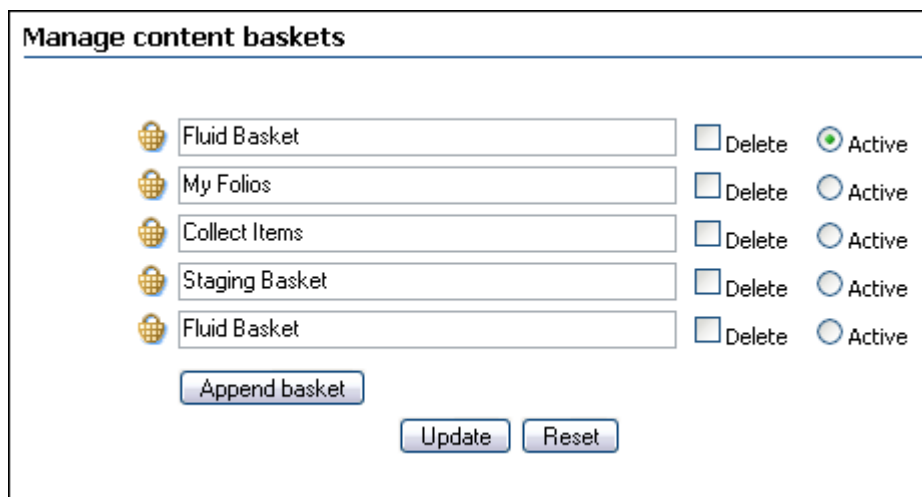 Manage content baskets
Fluid Basket Delete Active
My Folios Delete Active
Collect Items Delete Active
Staging Basket Delete Active
Fluid Basket Delete Active
Append basket
Update Reset